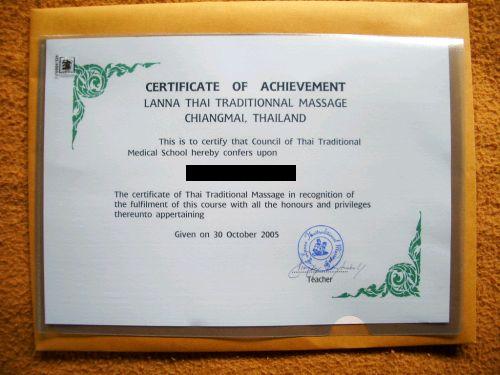 CERTIFICATE OF ACHIEVEMENT
LANNA THAI TRADITIONNAL MASSAGE
CHIANGMAI, THAILAND
This is to certify that Council of Thai Traditional
Medical School hereby confers upon
The certificate of Thai Traditional Massage in recognition of
the fulfilment of this course with all the honours and privileges
thereunto appertaining
Given on 30 October 2005
Teacher